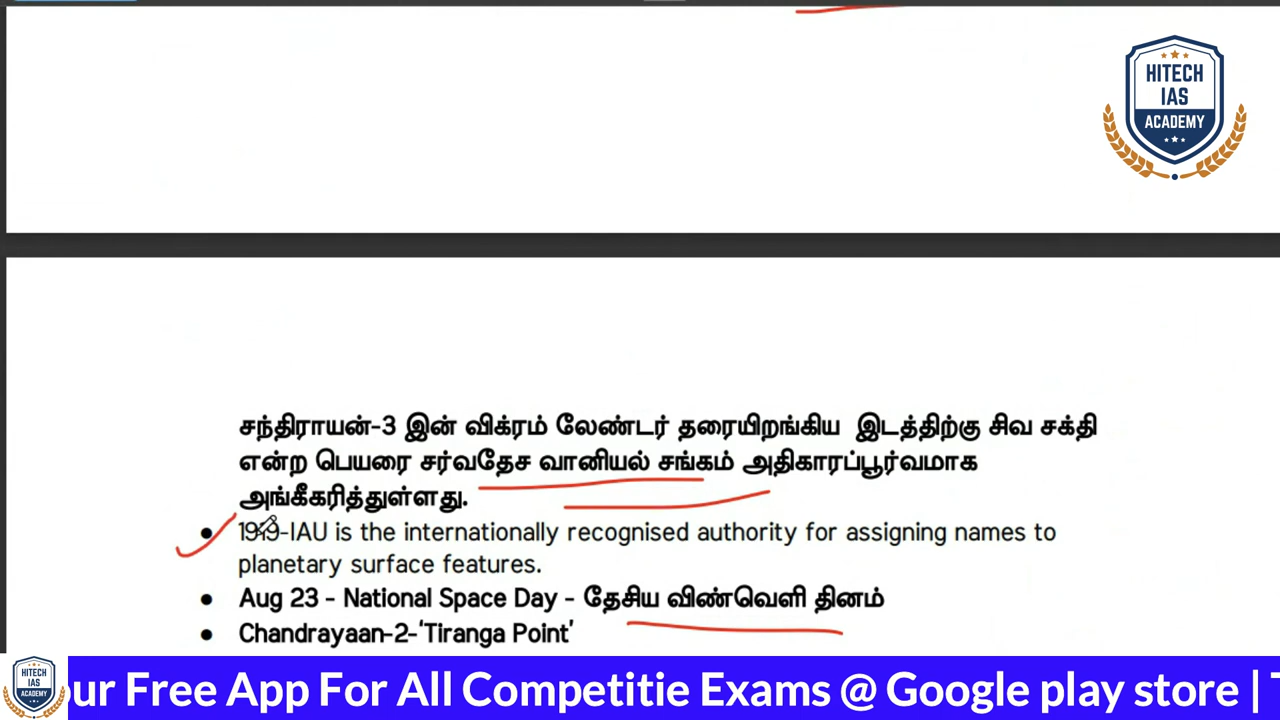 HITECH
IAS
ACADEMY
சந்திராயன்-3 இன் விக்ரம் லேண்டர் தரையிறங்கிய இடத்திற்கு சிவ சக்தி
என்ற பெயரை சர்வதேச வானியல் சங்கம் அதிகாரப்பூர்வமாக
அங்கீகரித்துள்ளது.
• 1919-IAU is the internationally recognised authority for assigning names to
planetary surface features.
• Aug 23 - National Space Day - தேசிய விண்வெளி தினம்
• Chandrayaan-2-‘Tiranga Point’
HITECH
IAS
ACADEMY
ur Free App For All Competitie Exams @ Google play store | T